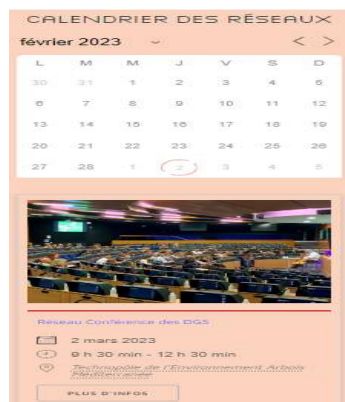 CALENDRIER DES RÉSEAUX
février 2023
L M M J V S D
30 31 1 2 3 4 5
6 7 8 9 10 11 12
13 14 15 16 17 18 19
20 21 22 23 24 25 26
27 28 1 2 3 4 5
Réseau Conférence des DGS
2 mars 2023
9 h 30 min - 12 h 30 min
Technopôle de l'Environnement Arbois
Méditerranée
PLUS D'INFOS